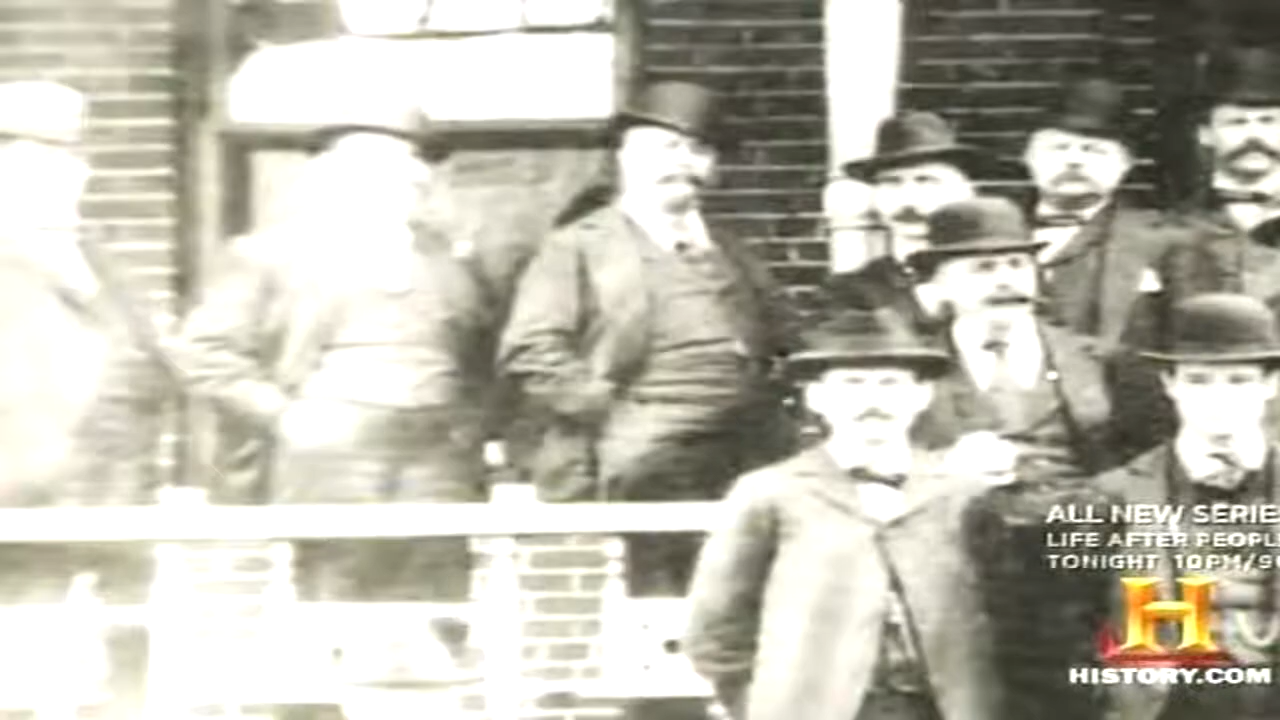 ALL NEW SERIE
LIFE AFTER PEOPL
TONIGHT 10PM/9
H
HISTORY.COM